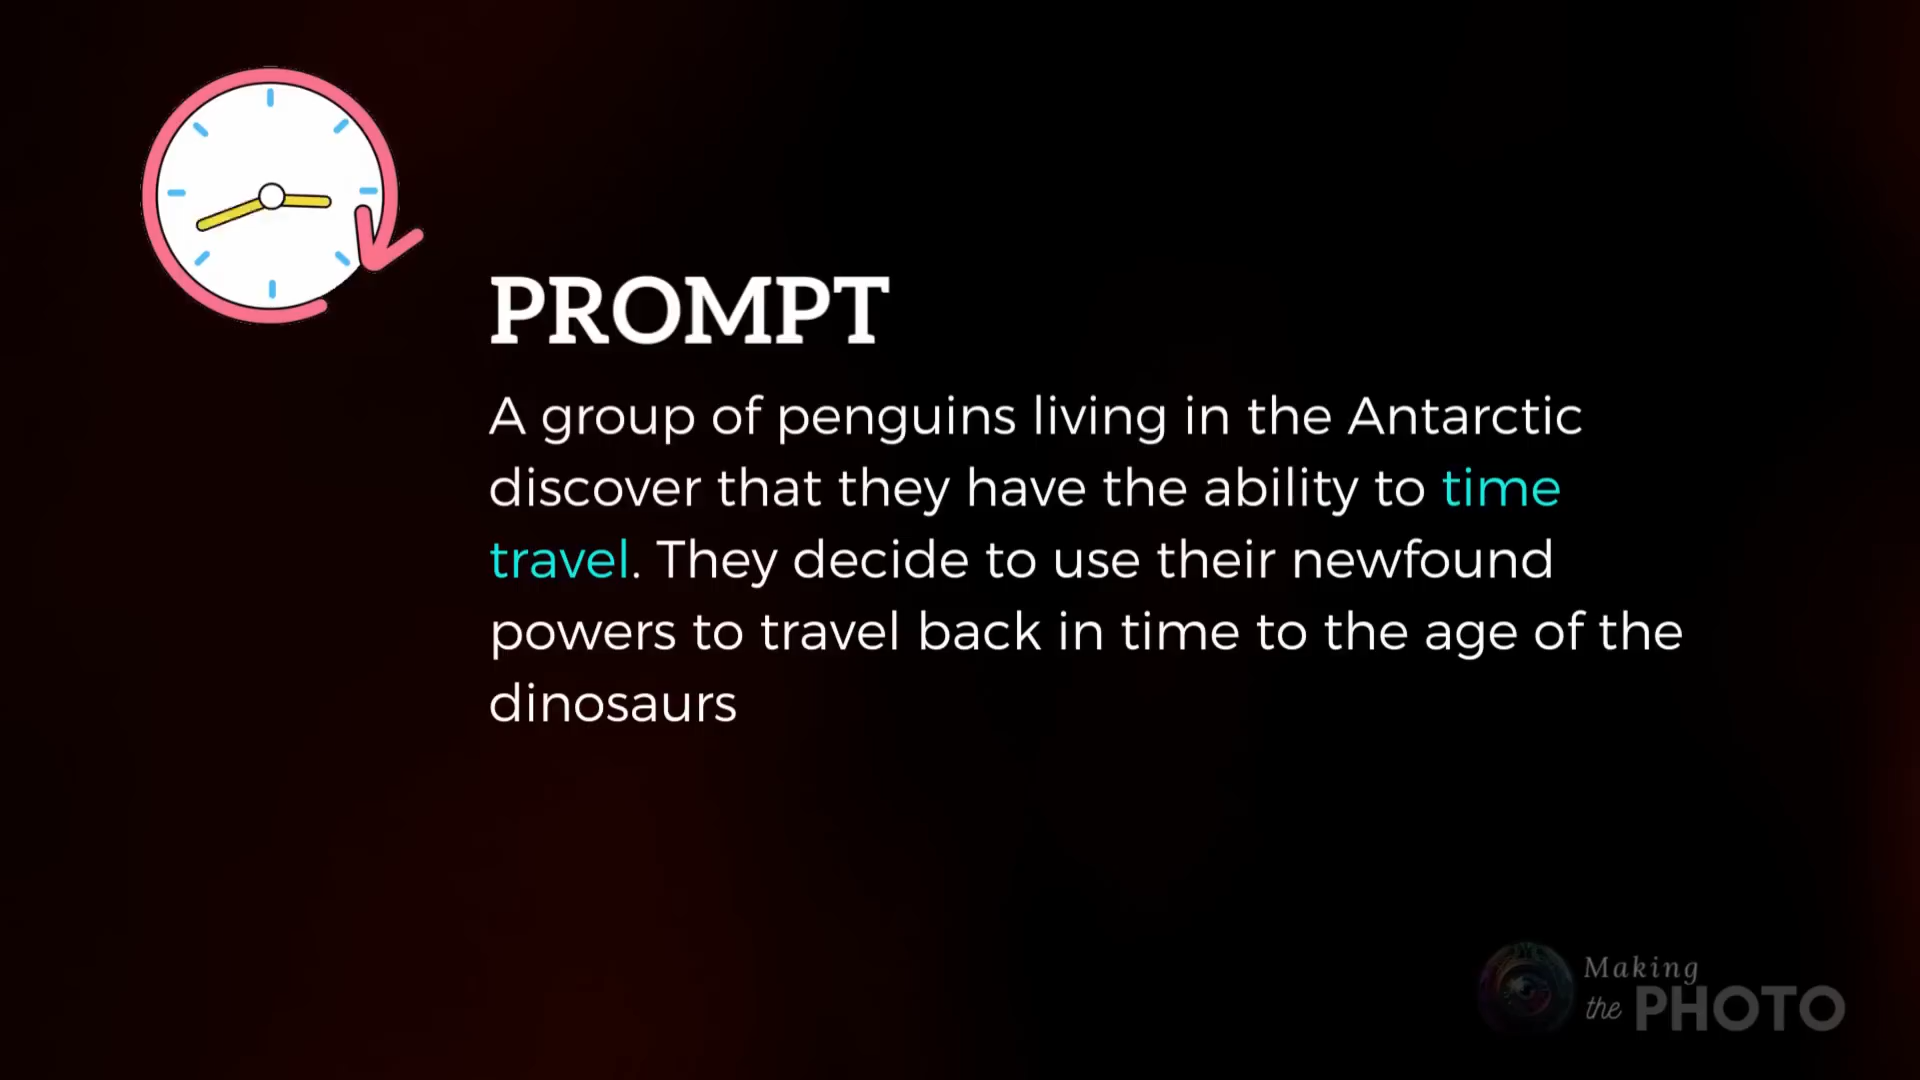 PROMPT
A group of penguins living in the Antarctic
discover that they have the ability to time
travel. They decide to use their newfound
powers to travel back in time to the age of the
dinosaurs
Making
the PHOTO